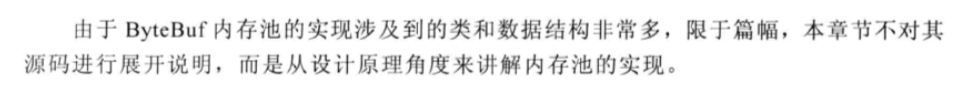 由于 ByteBuf 内存池的实现涉及到的类和数据结构非常多，限于篇幅，本章节不对其
源码进行展开说明，而是从设计原理角度来讲解内存池的实现。